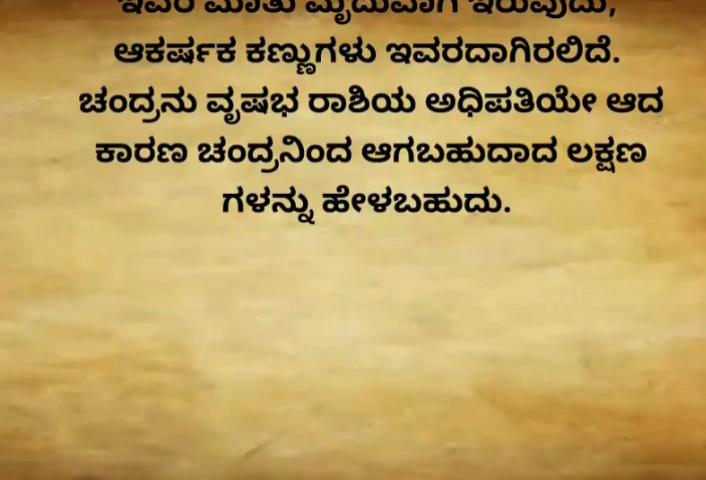 ಇವರ ಮಾತು ಮೃದುವಾಗಿ ಇರುವುದು,
ಆಕರ್ಷಕ ಕಣ್ಣುಗಳು ಇವರದಾಗಿರಲಿದೆ.
ಚಂದ್ರನು ವೃಷಭ ರಾಶಿಯ ಅಧಿಪತಿಯೇ ಆದ
ಕಾರಣ ಚಂದ್ರನಿಂದ ಆಗಬಹುದಾದ ಲಕ್ಷಣ
ಗಳನ್ನು ಹೇಳಬಹುದು.